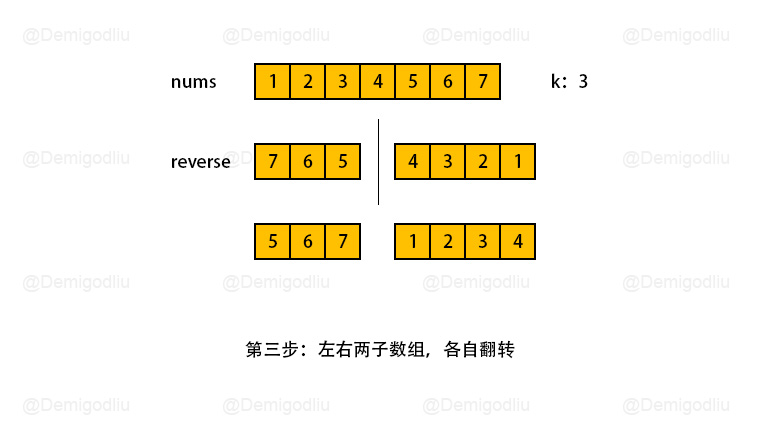 @Demigodliu @Demigodliu @Demigodliu @Demigodliu
nums 1 2 3 4 5 6 7 k: 3
@Demigodliu @Demigodliu
reverse 7 6 5 4 3 2 1
5 6 7 1 2 3 4
@Demigodliu @Demigodliu @Demigodliu @Demigodliu
第三步：左右两子数组，各自翻转
@Demigodliu @Demigodliu @Demigodliu @Demigodliu